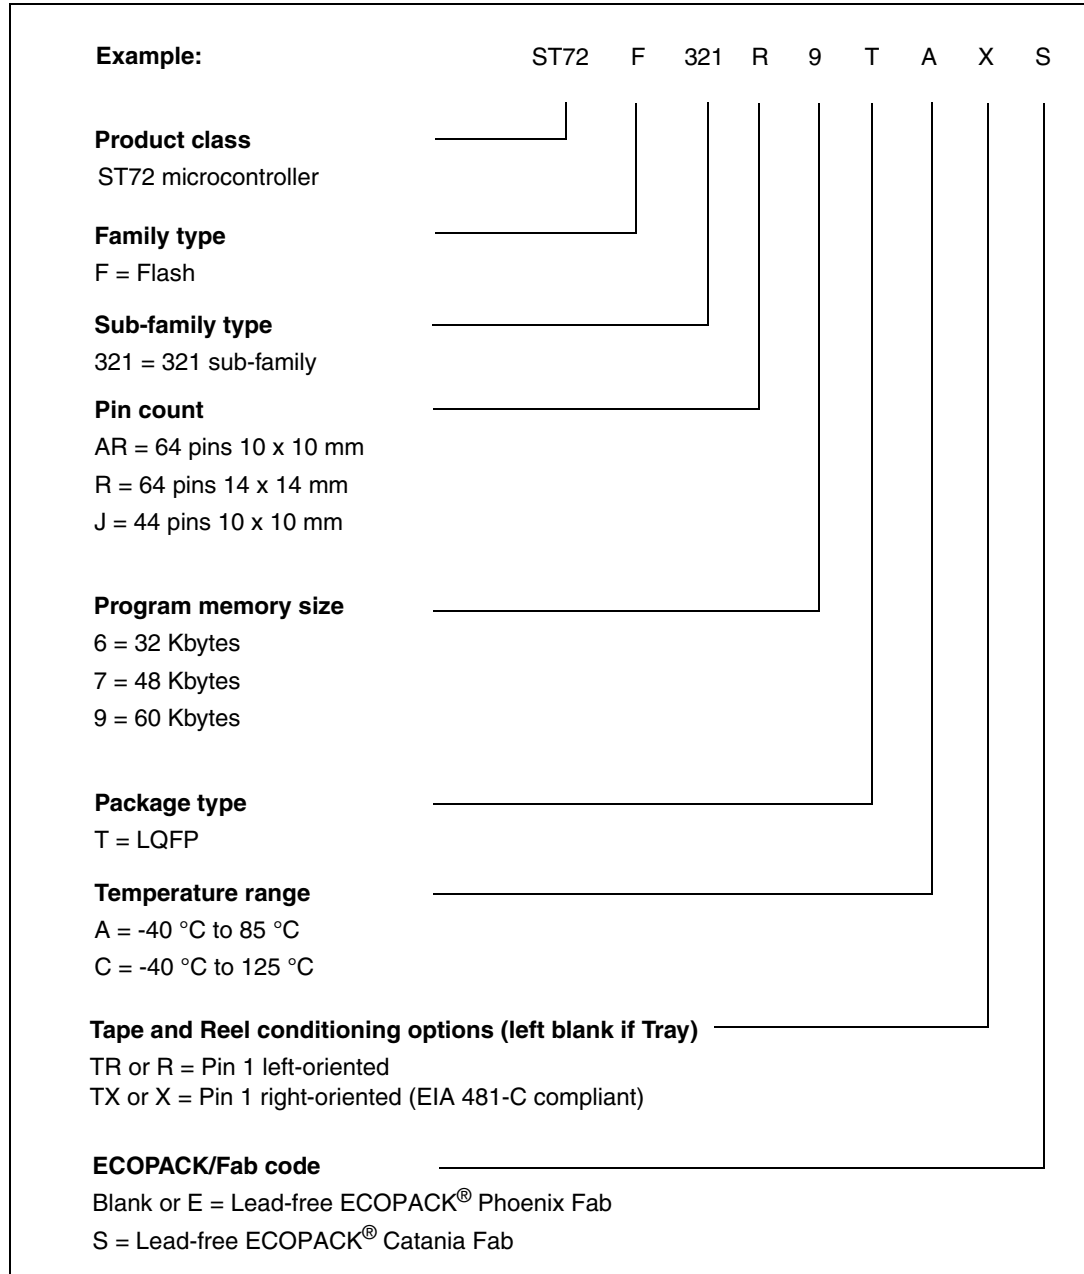 Example: ST72 F 321 R 9 T A X S
Product class
ST72 microcontroller
Family type
F = Flash
Sub-family type
321 = 321 sub-family
Pin count
AR = 64 pins 10 x 10 mm
R = 64 pins 14 x 14 mm
J = 44 pins 10 x 10 mm
Program memory size
6 = 32 Kbytes
7 = 48 Kbytes
9 = 60 Kbytes
Package type
T = LQFP
Temperature range
A = -40 °C to 85 °C
C = -40 °C to 125 °C
Tape and Reel conditioning options (left blank if Tray)
TR or R = Pin 1 left-oriented
TX or X = Pin 1 right-oriented (EIA 481-C compliant)
ECOPACK/Fab code
Blank or E = Lead-free ECOPACK® Phoenix Fab
S = Lead-free ECOPACK® Catania Fab